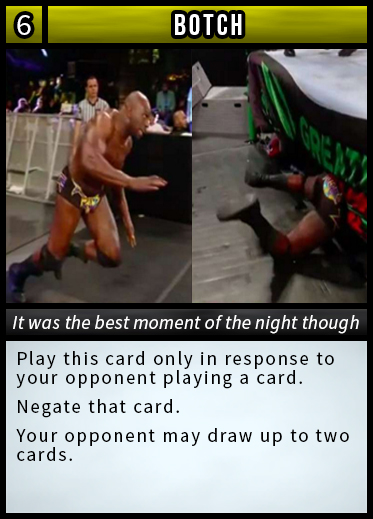 6 BOTCH
GREATE
It was the best moment of the night though
Play this card only in response to
your opponent playing a card.
Negate that card.
Your opponent may draw up to two
cards.